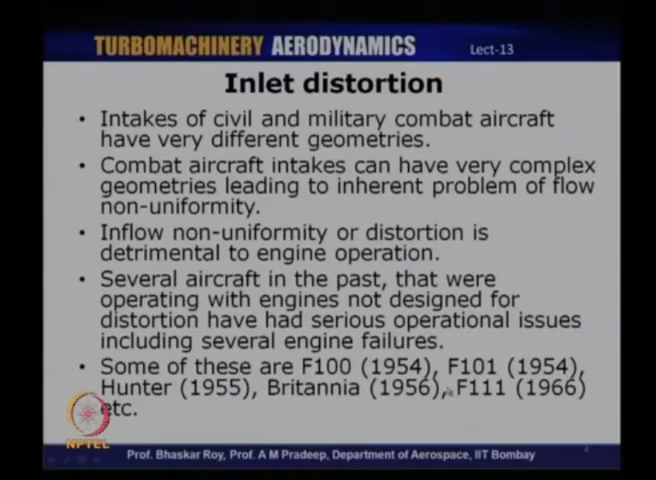 TURBOMACHINERY AERODYNAMICS Lect-13
Inlet distortion
• Intakes of civil and military combat aircraft
have very different geometries.
• Combat aircraft intakes can have very complex
geometries leading to inherent problem of flow
non-uniformity.
• Inflow non-uniformity or distortion is
detrimental to engine operation.
• Several aircraft in the past, that were
operating with engines not designed for
distortion have had serious operational issues
including several engine failures.
• Some of these are F100 (1954), F101 (1954),
Hunter (1955), Britannia (1956), F111 (1966)
etc.
NPTEL
Prof. Bhaskar Roy, Prof. A M Pradeep, Department of Aerospace, IIT Bombay
2